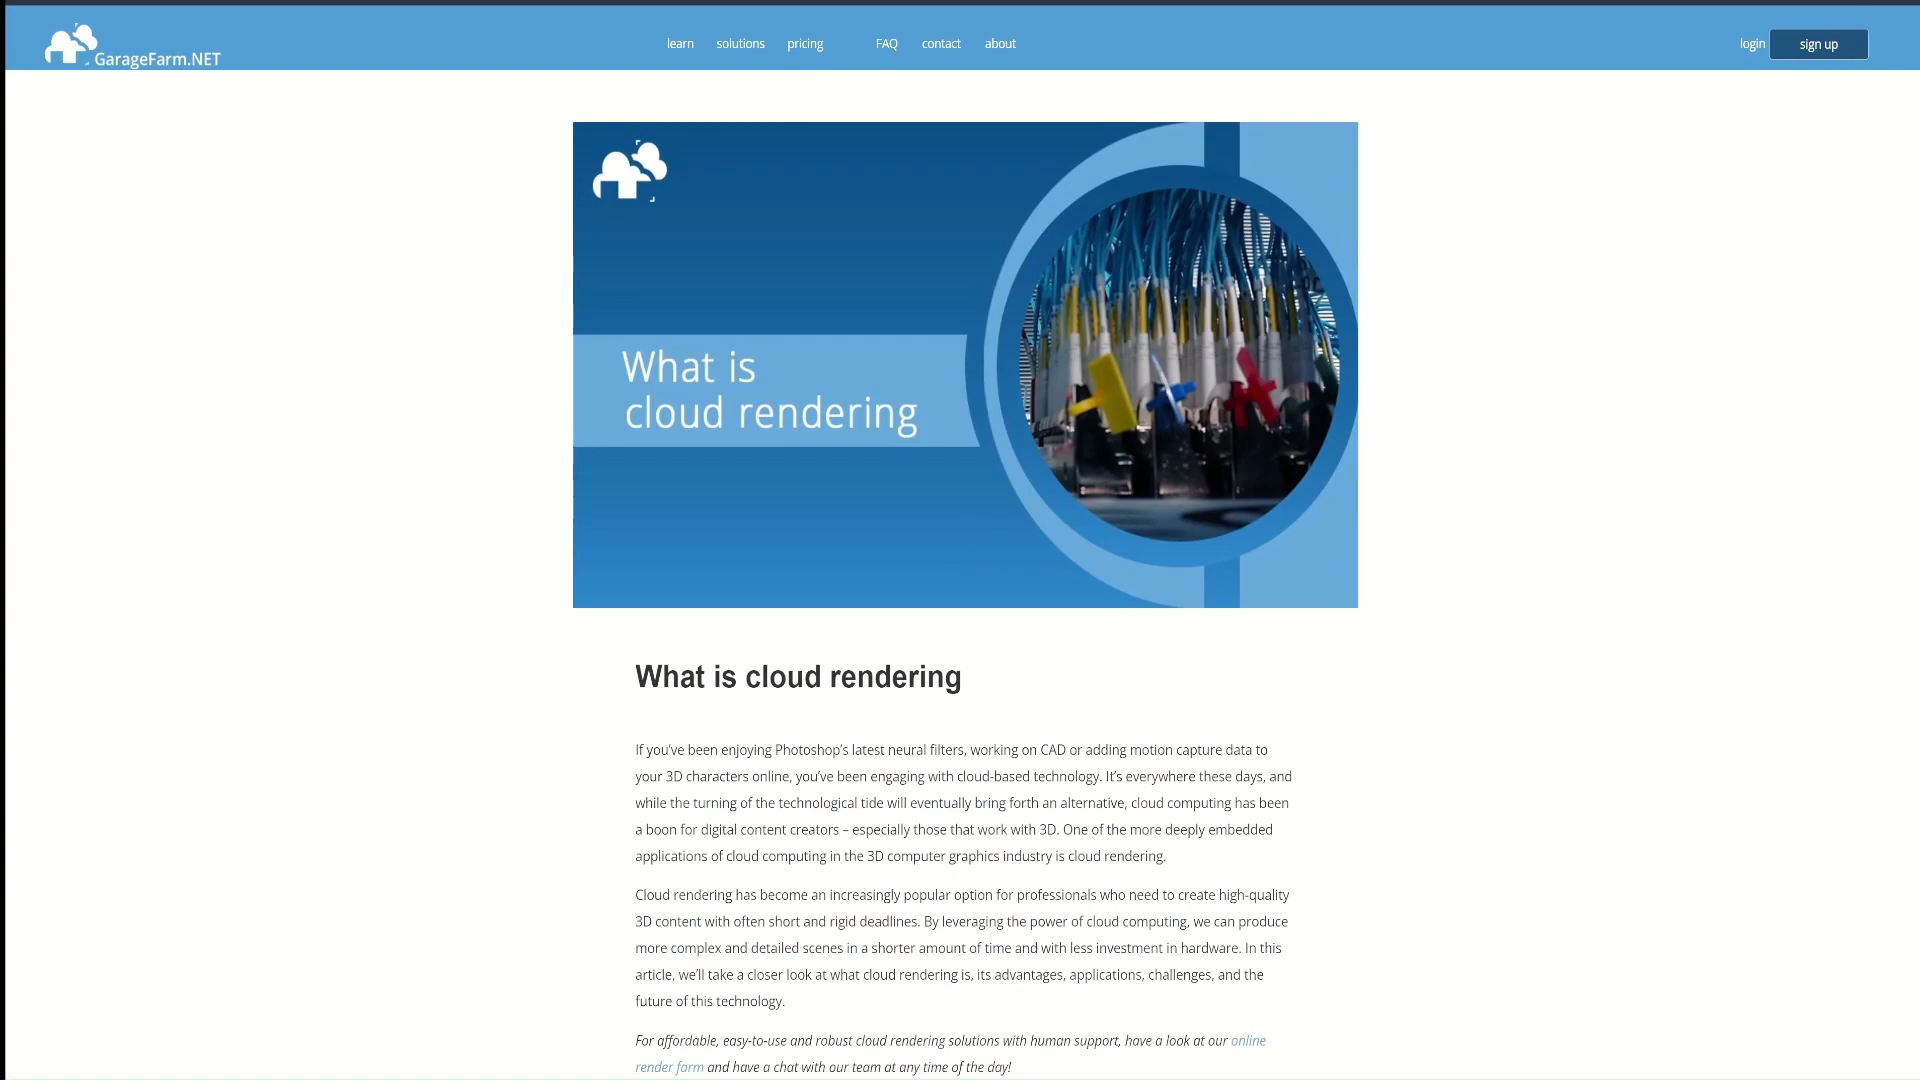 GarageFarm.NET
learn solutions pricing FAQ contact about
login sign up
What is
cloud rendering
What is cloud rendering
If you’ve been enjoying Photoshop’s latest neural filters, working on CAD or adding motion capture data to
your 3D characters online, you’ve been engaging with cloud-based technology. It’s everywhere these days, and
while the turning of the technological tide will eventually bring forth an alternative, cloud computing has been
a boon for digital content creators – especially those that work with 3D. One of the more deeply embedded
applications of cloud computing in the 3D computer graphics industry is cloud rendering.
Cloud rendering has become an increasingly popular option for professionals who need to create high-quality
3D content with often short and rigid deadlines. By leveraging the power of cloud computing, we can produce
more complex and detailed scenes in a shorter amount of time and with less investment in hardware. In this
article, we’ll take a closer look at what cloud rendering is, its advantages, applications, challenges, and the
future of this technology.
For affordable, easy-to-use and robust cloud rendering solutions with human support, have a look at our online
render farm and have a chat with our team at any time of the day!